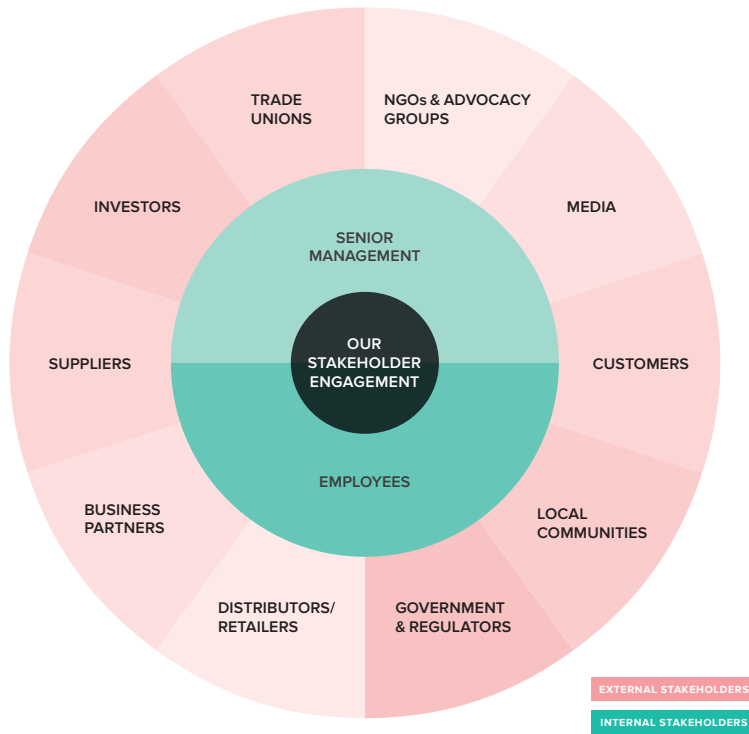 TRADE
UNIONS
NGOs & ADVOCACY
GROUPS
INVESTORS
MEDIA
SENIOR
MANAGEMENT
OUR
STAKEHOLDER
ENGAGEMENT
SUPPLIERS
CUSTOMERS
EMPLOYEES
BUSINESS
PARTNERS
LOCAL
COMMUNITIES
DISTRIBUTORS/
RETAILERS
GOVERNMENT
& REGULATORS
EXTERNAL STAKEHOLDERS
INTERNAL STAKEHOLDERS